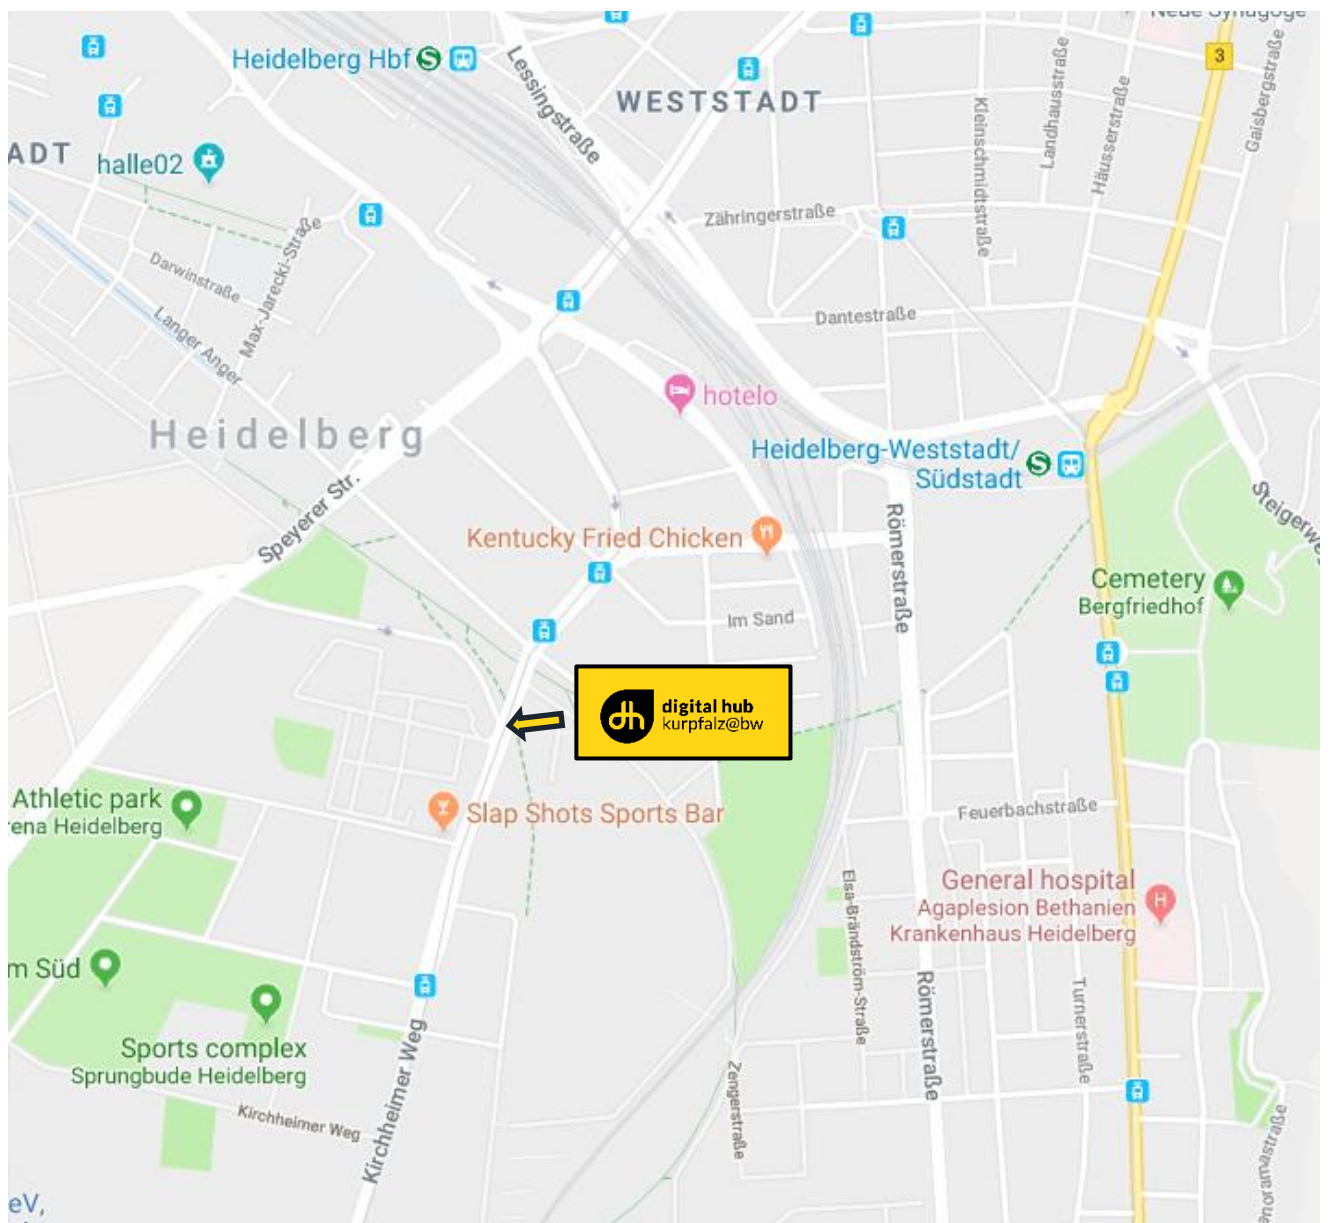 Neue Synagoge
3
Heidelberg Hbf S
Lessingstraße
WESTSTADT
Kleinschmidtstraße
Landhausstraße
Häusserstraße
Gaisbergstraße
ADT
halle02
Zähringerstraße
Max-Jarecki-Straße
Darwinstraße
Langer Anger
Dantestraße
hotelo
Heidelberg
Heidelberg-Weststadt/
Südstadt S
Speyerer Str.
Steigerweg
Kentucky Fried Chicken
Römerstraße
Cemetery
Bergfriedhof
Im Sand
dh
digital hub
kurpfalz@bw
Athletic park
rena Heidelberg
Slap Shots Sports Bar
Feuerbachstraße
Elsa-Brändström-Straße
General hospital
Agaplesion Bethanien
Krankenhaus Heidelberg
H
m Süd
Römerstraße
Turnerstraße
Sports complex
Sprungbude Heidelberg
Kirchheimer Weg
Kirchheimer Weg
Zengerstraße
noramastraße
eV,